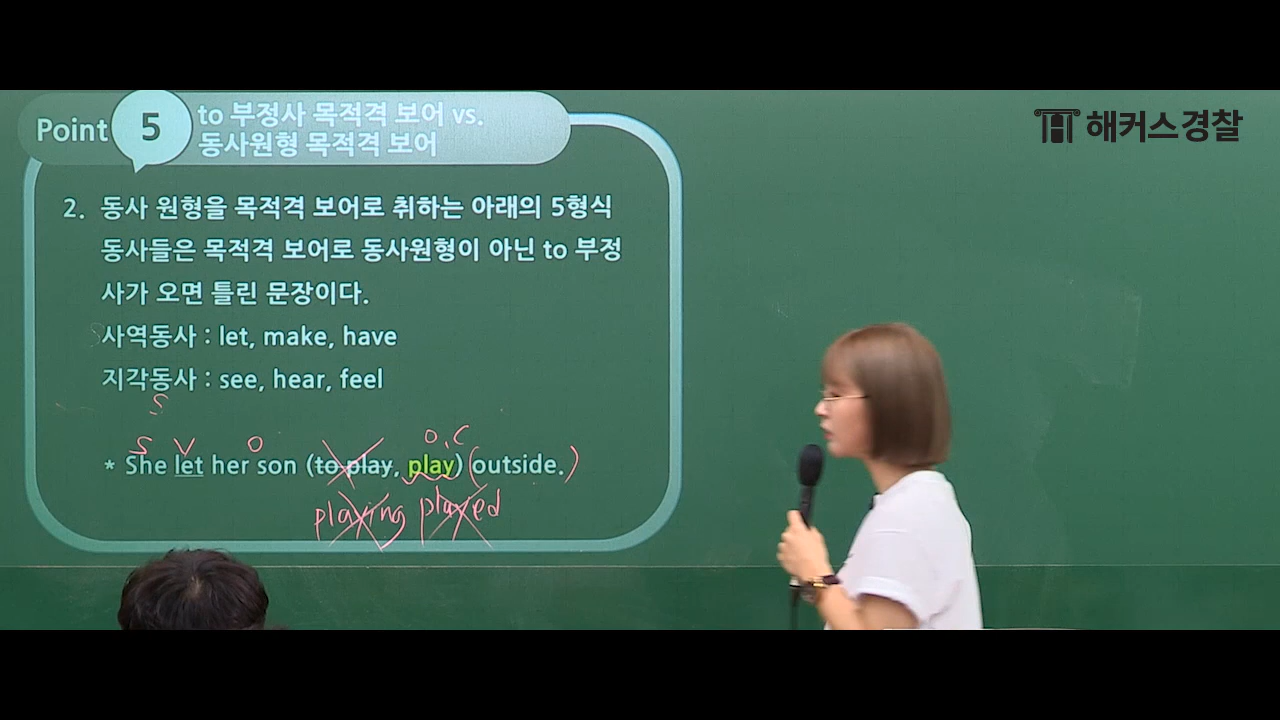 해커스경찰
Point 5 to 부정사 목적격 보어 vs.
동사원형 목적격 보어
2. 동사 원형을 목적격 보어로 취하는 아래의 5형식
동사들은 목적격 보어로 동사원형이 아닌 to 부정
사가 오면 틀린 문장이다.
S 사역동사 : let, make, have
지각동사 : see, hear, feel
S
S V O O.C
* She let her son (to play, play) (outside.)
playing played